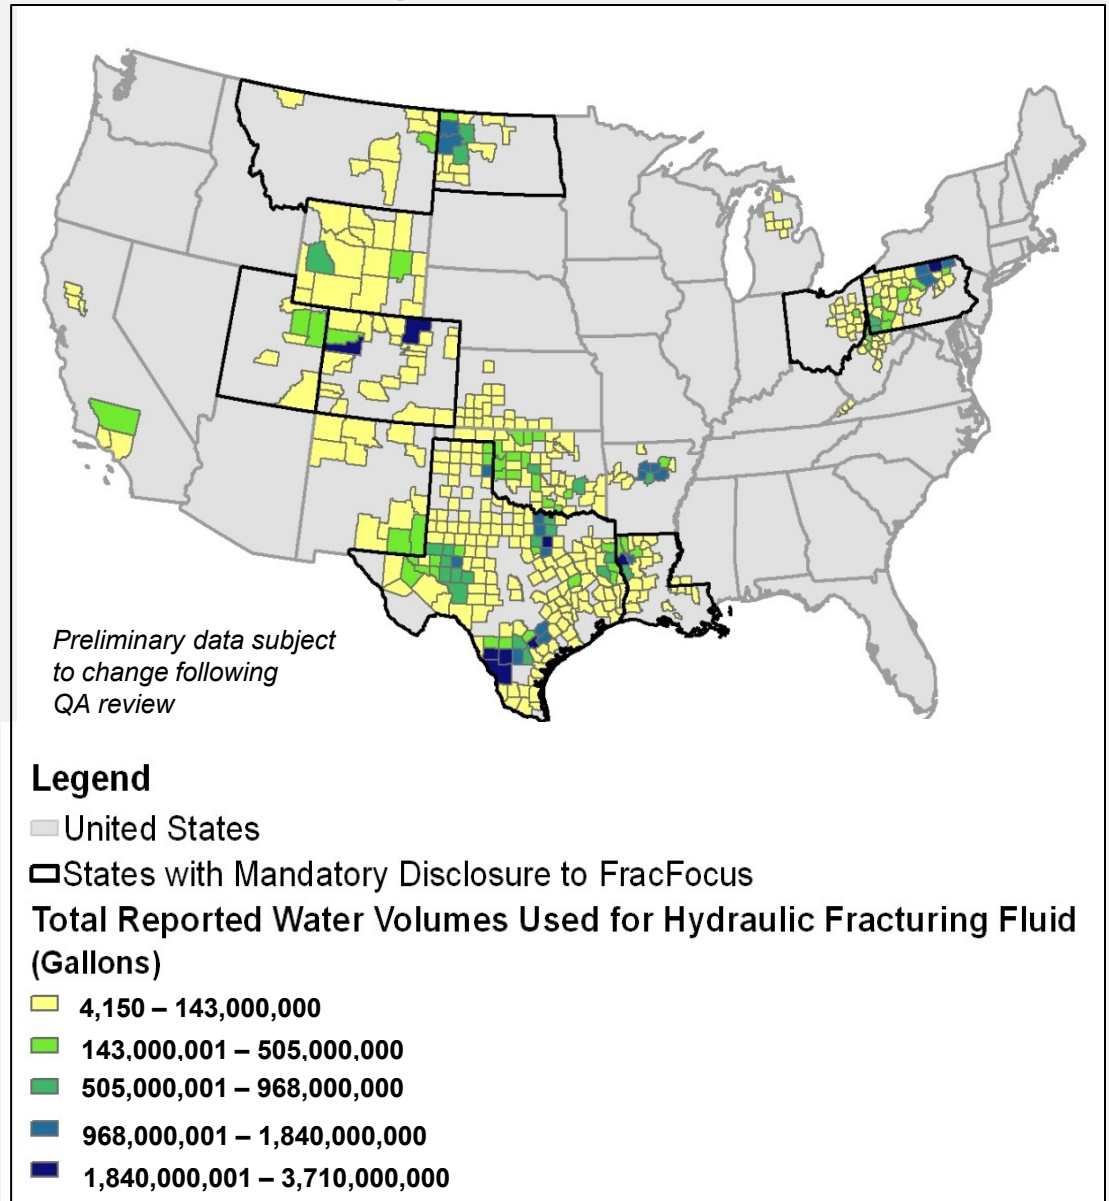 Preliminary data subject
to change following
QA review
Legend
United States
States with Mandatory Disclosure to FracFocus
Total Reported Water Volumes Used for Hydraulic Fracturing Fluid
(Gallons)
4,150 – 143,000,000
143,000,001 – 505,000,000
505,000,001 – 968,000,000
968,000,001 – 1,840,000,000
1,840,000,001 – 3,710,000,000